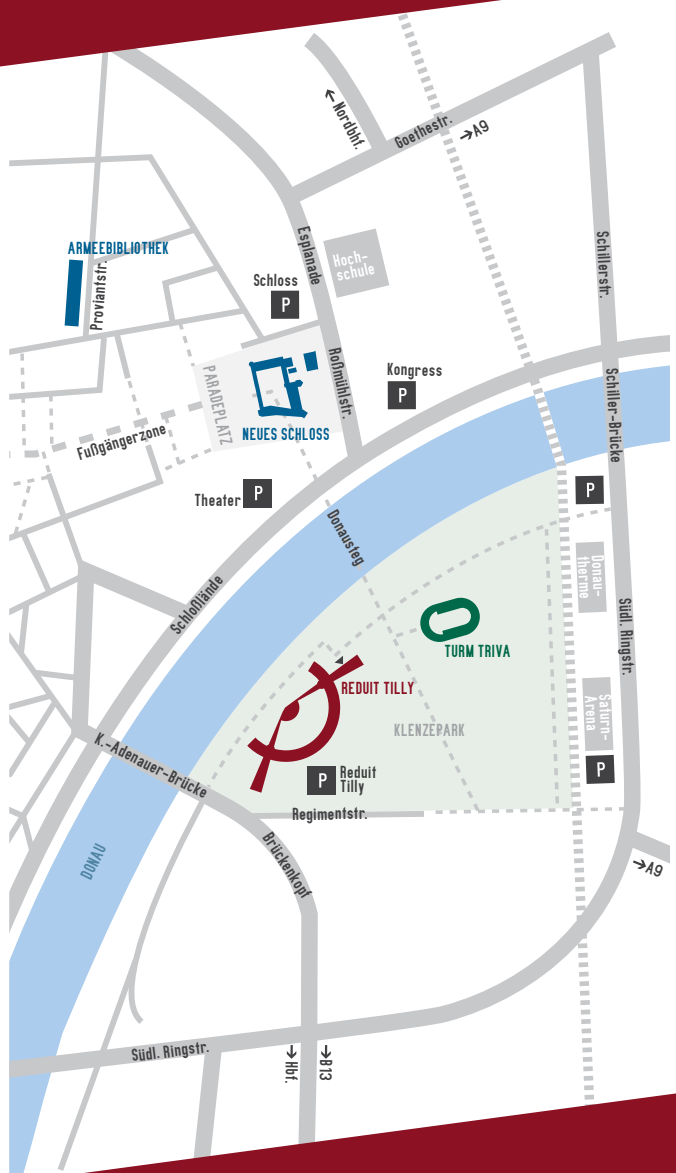 ← Nordbhf.
Goethestr.
→A9
ARMEEBIBLIOTHEK
Proviantstr.
Esplanade
Hoch-
schule
Schillerstr.
Schloss
P
Roßmühlstr.
PARADEPLATZ
NEUES SCHLOSS
Kongress
P
Schiller-Brücke
Fußgängerzone
Theater P
P
Donausteg
Schloßlände
Donau-
therme
TURM TRIVA
Südl. Ringstr.
REDUIT TILLY
KLENZEPARK
Saturn-
Arena
P
K.-Adenauer-Brücke
P Reduit
Tilly
Regimentstr.
DONAU
Brückenkopf
→A9
Südl. Ringstr.
→Hbf.
→B13